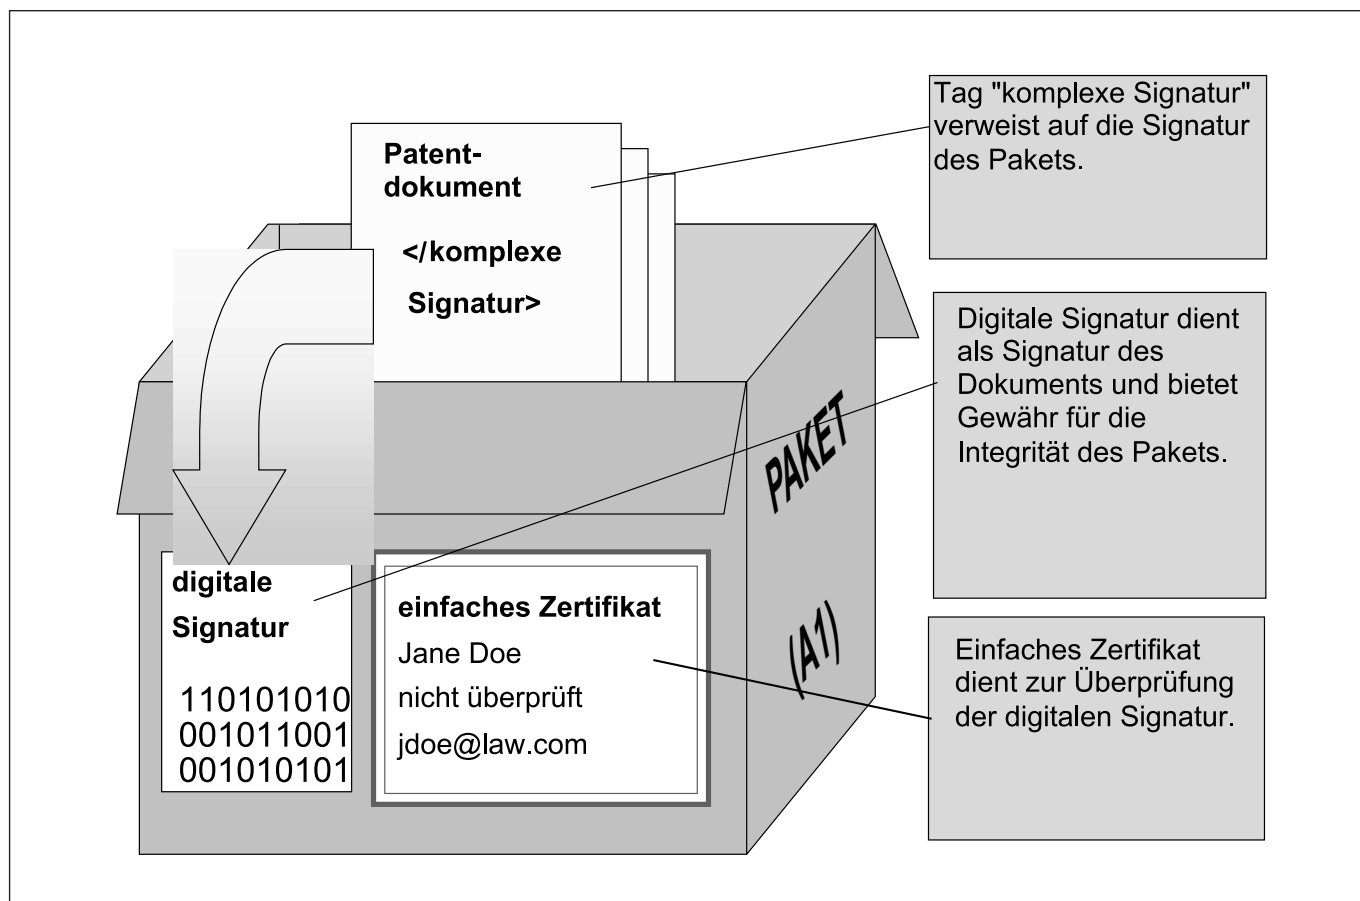 Patent-
dokument
</komplexe
Signatur>
digitale
Signatur
110101010
001011001
001010101
einfaches Zertifikat
Jane Doe
nicht überprüft
jdoe@law.com
PAKET
(A1)
Tag "komplexe Signatur"
verweist auf die Signatur
des Pakets.
Digitale Signatur dient
als Signatur des
Dokuments und bietet
Gewähr für die
Integrität des Pakets.
Einfaches Zertifikat
dient zur Überprüfung
der digitalen Signatur.